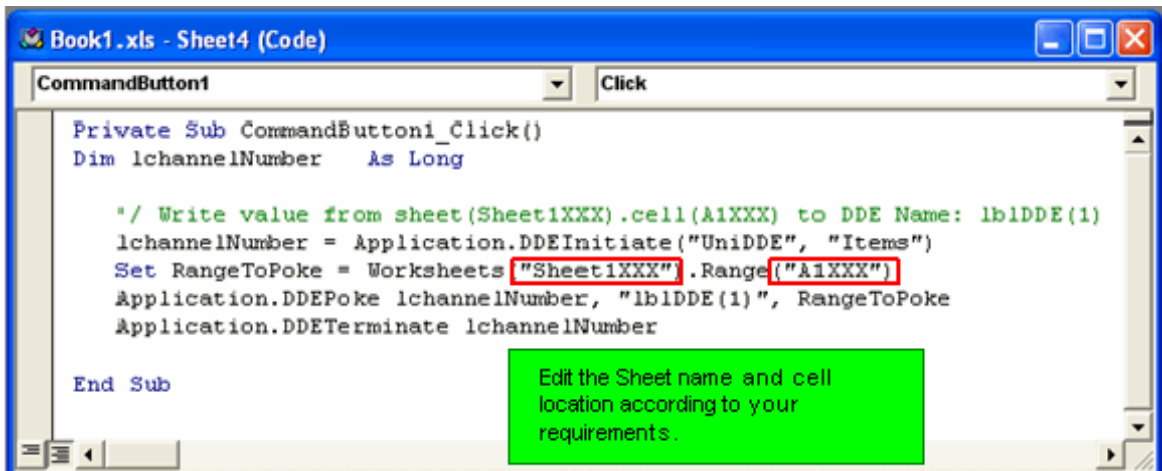 Book1.xls - Sheet4 (Code)
CommandButton1 Click
Private Sub CommandButton1_Click()
Dim lchannelNumber As Long
'/ Write value from sheet(Sheet1XXX).cell(A1XXX) to DDE Name: lblDDE(1)
lchannelNumber = Application.DDEInitiate("UniDDE", "Items")
Set RangeToPoke = Worksheets("Sheet1XXX").Range("A1XXX")
Application.DDEPoke lchannelNumber, "lblDDE(1)", RangeToPoke
Application.DDETerminate lchannelNumber
End Sub
Edit the Sheet name and cell
location according to your
requirements.